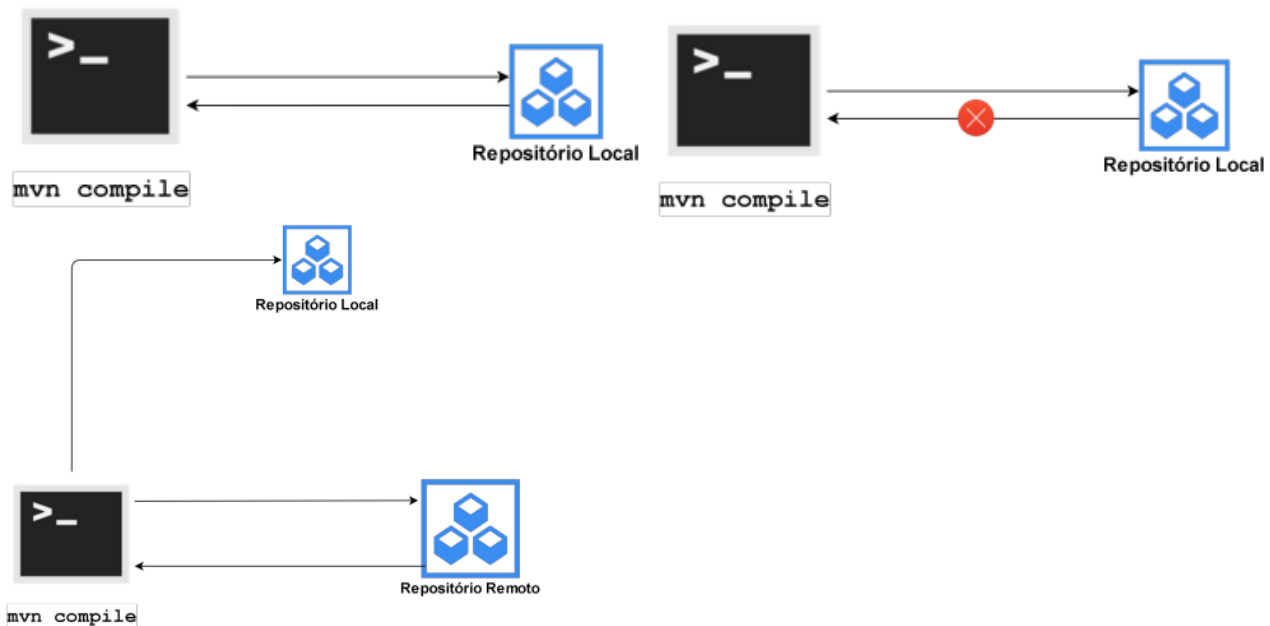 >_
Repositório Local
mvn compile
>_
Repositório Local
mvn compile
Repositório Local
>_
Repositório Remoto
mvn compile